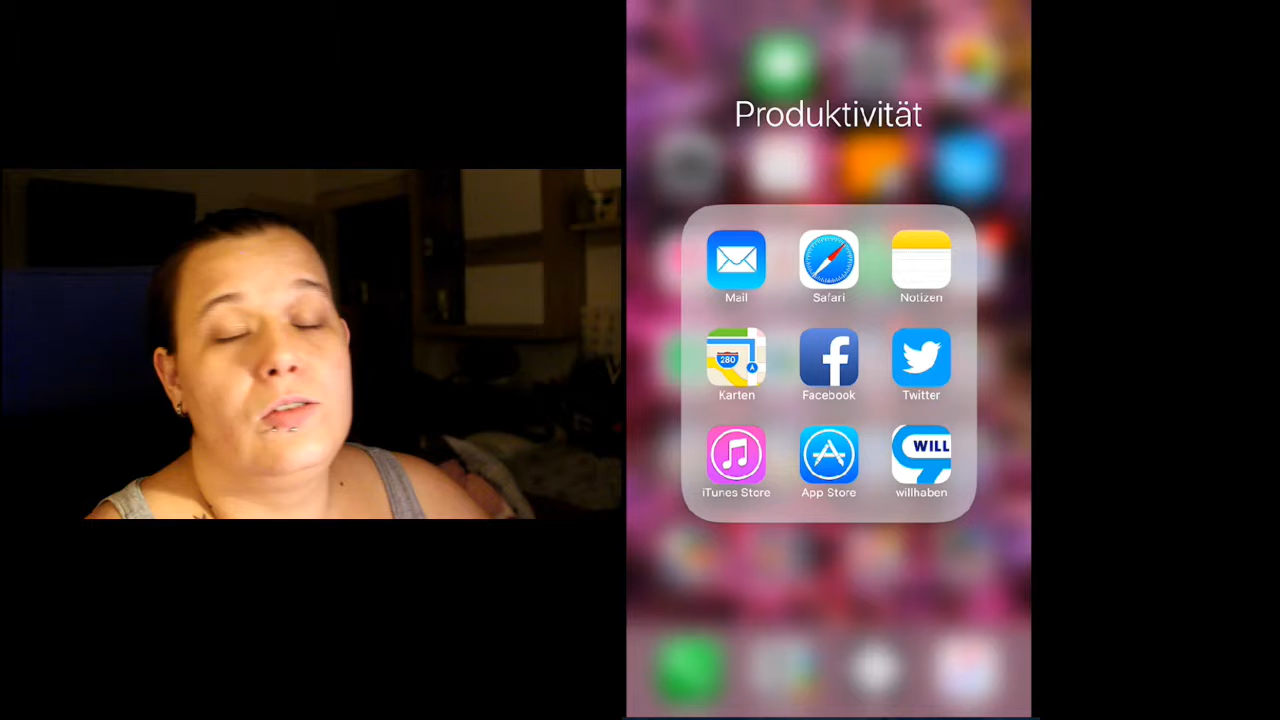 Produktivität
Mail
Safari
Notizen
280
Karten
Facebook
Twitter
WILL
iTunes Store
App Store
willhaben